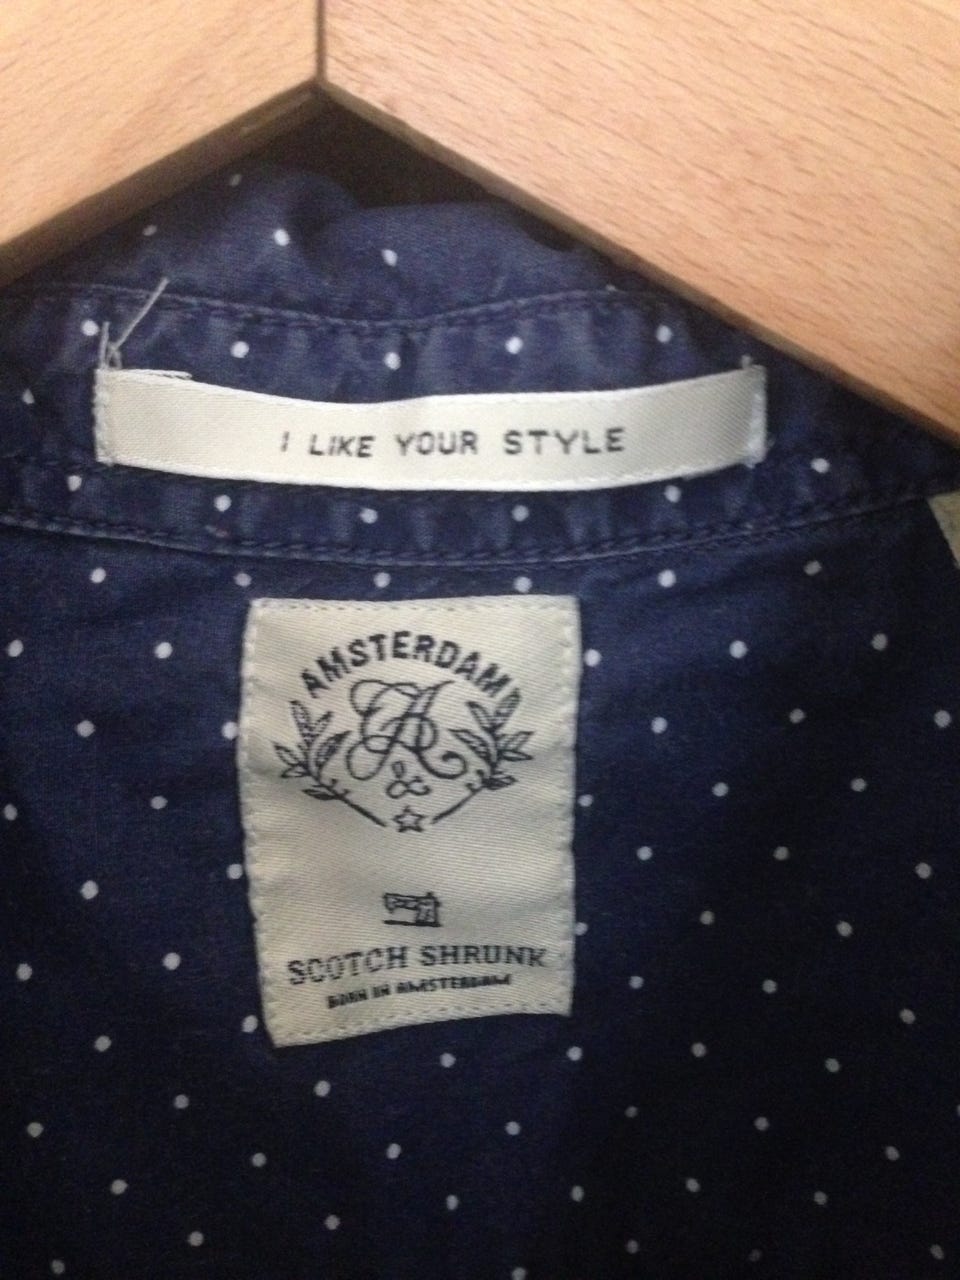 I LIKE YOUR STYLE
AMSTERDAM
A
&
SCOTCH SHRUNK
BORN IN AMSTERDAM